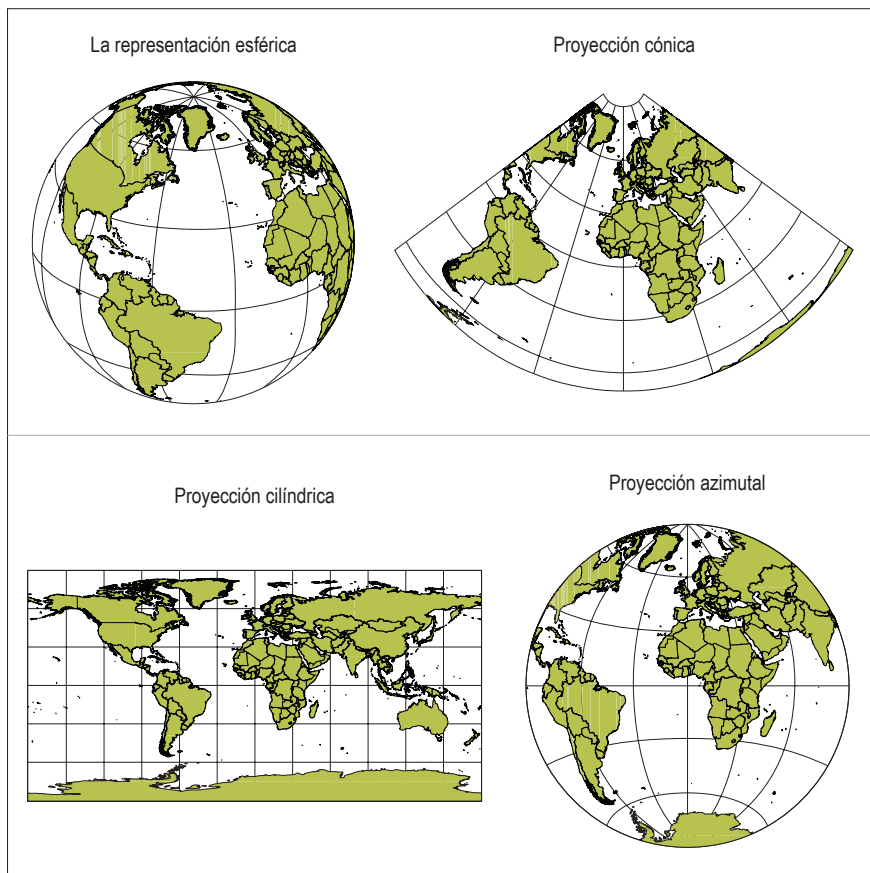 La representación esférica
Proyección cónica
Proyección cilíndrica
Proyección azimutal